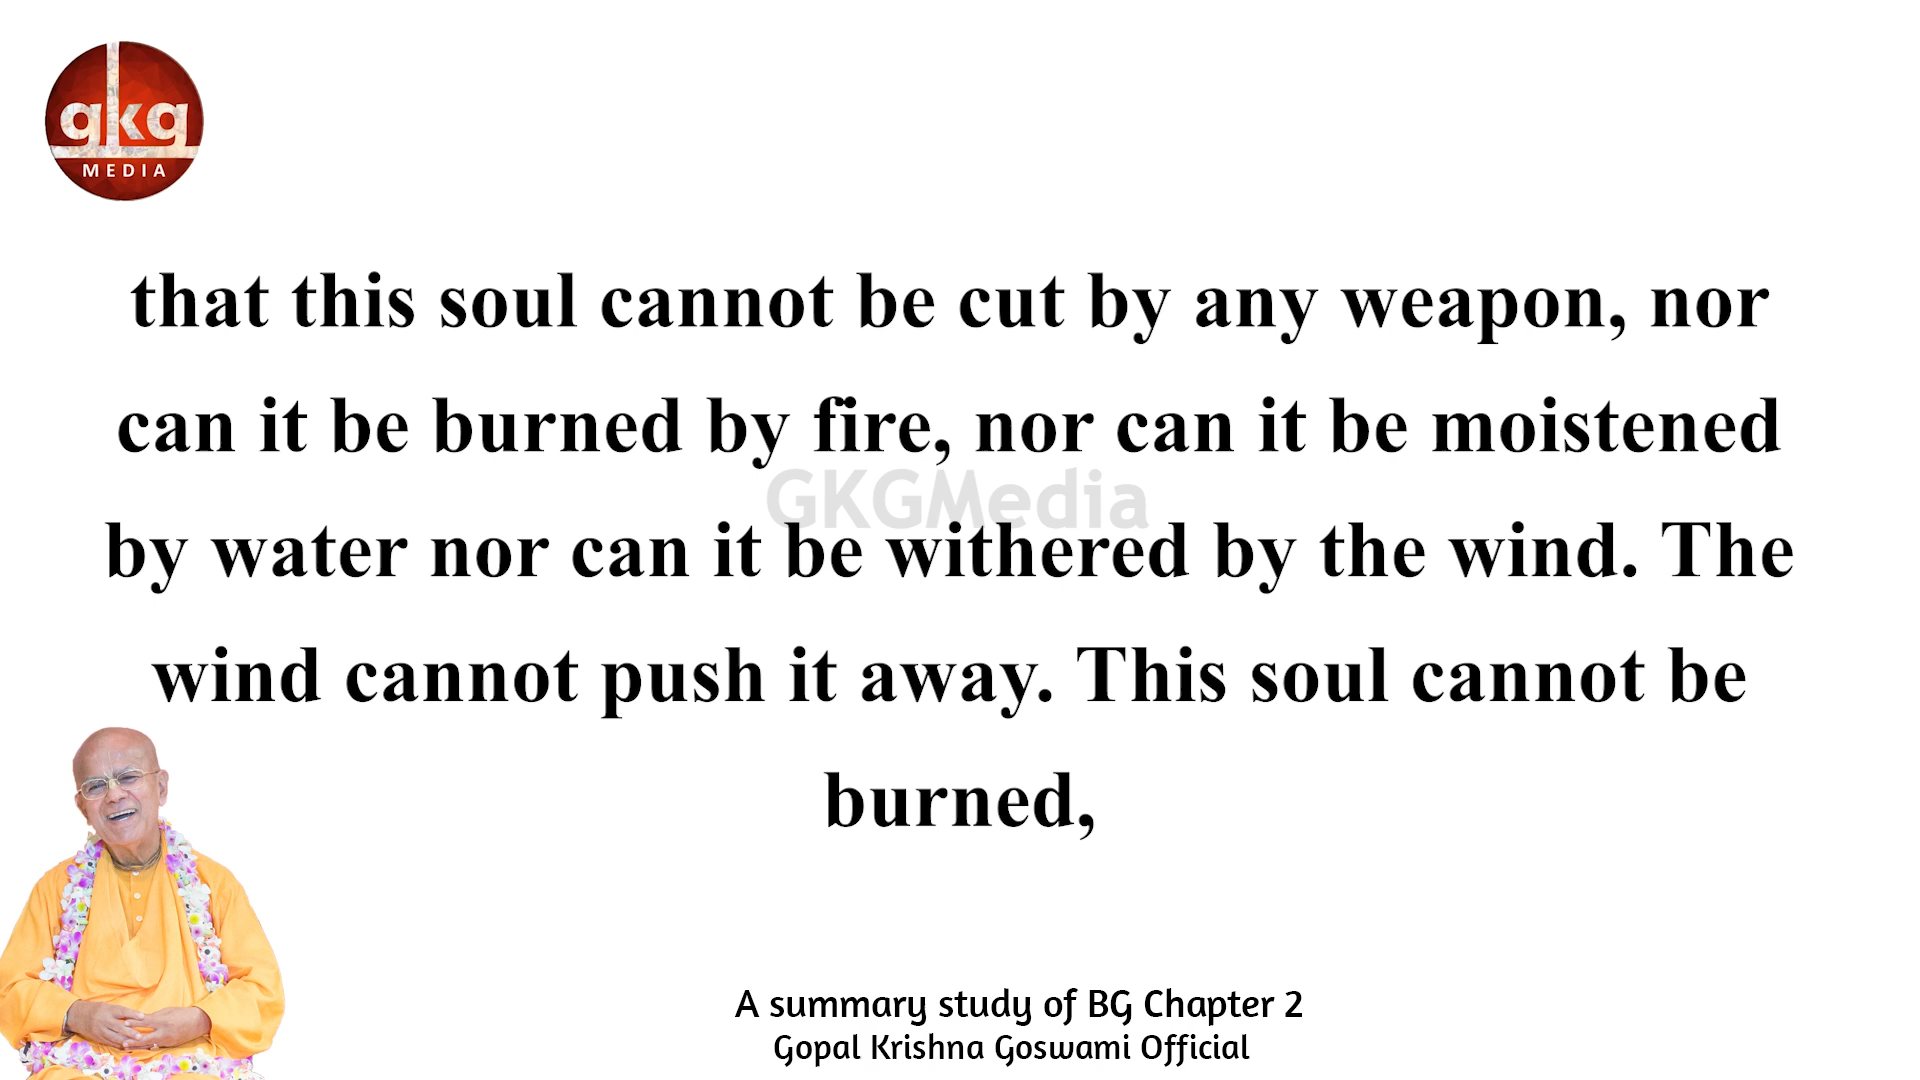 gkg
MEDIA
that this soul cannot be cut by any weapon, nor
can it be burned by fire, nor can it be moistened
GKGMedia
by water nor can it be withered by the wind. The
wind cannot push it away. This soul cannot be
burned,
A summary study of BG Chapter 2
Gopal Krishna Goswami Official